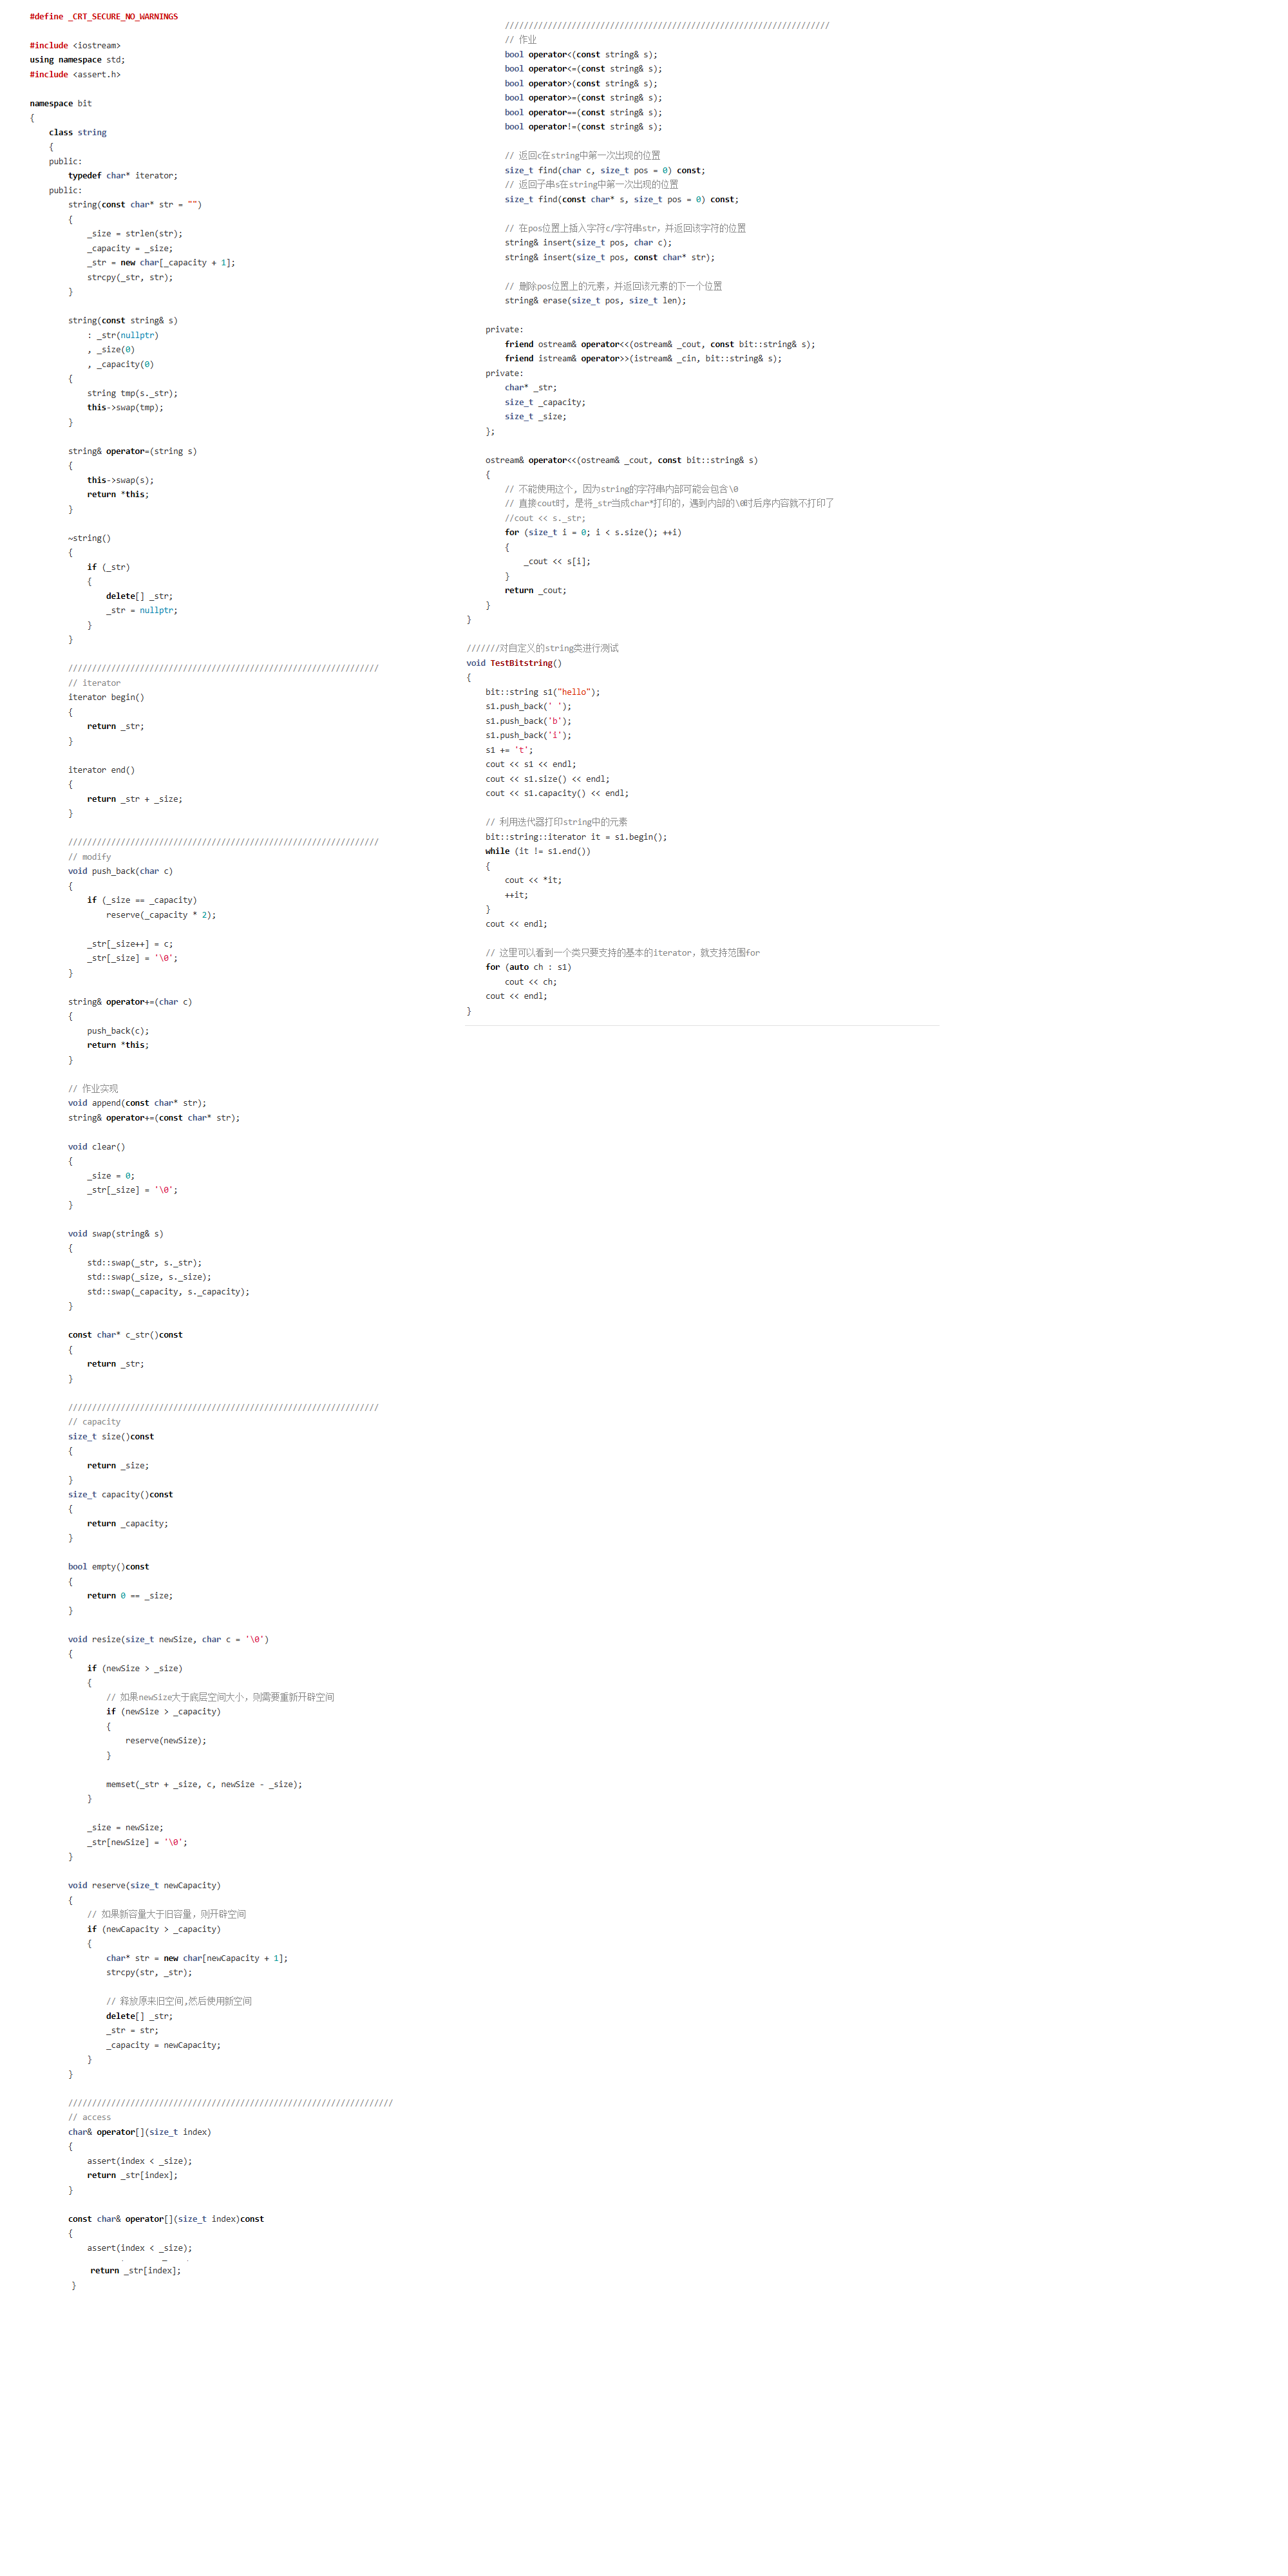 #define _CRT_SECURE_NO_WARNINGS
#include <iostream>
using namespace std;
#include <assert.h>
namespace bit
{
class string
{
public:
typedef char* iterator;
public:
string(const char* str = "")
{
_size = strlen(str);
_capacity = _size;
_str = new char[_capacity + 1];
strcpy(_str, str);
}
string(const string& s)
: _str(nullptr)
, _size(0)
, _capacity(0)
{
string tmp(s._str);
this->swap(tmp);
}
string& operator=(string s)
{
this->swap(s);
return *this;
}
~string()
{
if (_str)
{
delete[] _str;
_str = nullptr;
}
}
/////////////////////////////////////////////////////////////////
// iterator
iterator begin()
{
return _str;
}
iterator end()
{
return _str + _size;
}
/////////////////////////////////////////////////////////////////
// modify
void push_back(char c)
{
if (_size == _capacity)
reserve(_capacity * 2);
_str[_size++] = c;
_str[_size] = '\0';
}
string& operator+=(char c)
{
push_back(c);
return *this;
}
// 作业实现
void append(const char* str);
string& operator+=(const char* str);
void clear()
{
_size = 0;
_str[_size] = '\0';
}
void swap(string& s)
{
std::swap(_str, s._str);
std::swap(_size, s._size);
std::swap(_capacity, s._capacity);
}
const char* c_str()const
{
return _str;
}
/////////////////////////////////////////////////////////////////
// capacity
size_t size()const
{
return _size;
}
size_t capacity()const
{
return _capacity;
}
bool empty()const
{
return 0 == _size;
}
void resize(size_t newSize, char c = '\0')
{
if (newSize > _size)
{
// 如果newSize大于底层空间大小，则需要重新开辟空间
if (newSize > _capacity)
{
reserve(newSize);
}
memset(_str + _size, c, newSize - _size);
}
_size = newSize;
_str[newSize] = '\0';
}
void reserve(size_t newCapacity)
{
// 如果新容量大于旧容量，则开辟空间
if (newCapacity > _capacity)
{
char* str = new char[newCapacity + 1];
strcpy(str, _str);
// 释放原来旧空间,然后使用新空间
delete[] _str;
_str = str;
_capacity = newCapacity;
}
}
////////////////////////////////////////////////////////////////////
// access
char& operator[](size_t index)
{
assert(index < _size);
return _str[index];
}
const char& operator[](size_t index)const
{
assert(index < _size);
return _str[index];
}
////////////////////////////////////////////////////////////////////
// 作业
bool operator<(const string& s);
bool operator<=(const string& s);
bool operator>(const string& s);
bool operator>=(const string& s);
bool operator==(const string& s);
bool operator!=(const string& s);
// 返回c在string中第一次出现的位置
size_t find(char c, size_t pos = 0) const;
// 返回子串s在string中第一次出现的位置
size_t find(const char* s, size_t pos = 0) const;
// 在pos位置上插入字符c/字符串str，并返回该字符的位置
string& insert(size_t pos, char c);
string& insert(size_t pos, const char* str);
// 删除pos位置上的元素，并返回该元素的下一个位置
string& erase(size_t pos, size_t len);
private:
friend ostream& operator<<(ostream& _cout, const bit::string& s);
friend istream& operator>>(istream& _cin, bit::string& s);
private:
char* _str;
size_t _capacity;
size_t _size;
};
ostream& operator<<(ostream& _cout, const bit::string& s)
{
// 不能使用这个, 因为string的字符串内部可能会包含\0
// 直接cout时, 是将_str当成char*打印的，遇到内部的\0时后序内容就不打印了
//cout << s._str;
for (size_t i = 0; i < s.size(); ++i)
{
_cout << s[i];
}
return _cout;
}
}
///////对自定义的string类进行测试
void TestBitstring()
{
bit::string s1("hello");
s1.push_back(' ');
s1.push_back('b');
s1.push_back('i');
s1 += 't';
cout << s1 << endl;
cout << s1.size() << endl;
cout << s1.capacity() << endl;
// 利用迭代器打印string中的元素
bit::string::iterator it = s1.begin();
while (it != s1.end())
{
cout << *it;
++it;
}
cout << endl;
// 这里可以看到一个类只要支持的基本的iterator，就支持范围for
for (auto ch : s1)
cout << ch;
cout << endl;
}